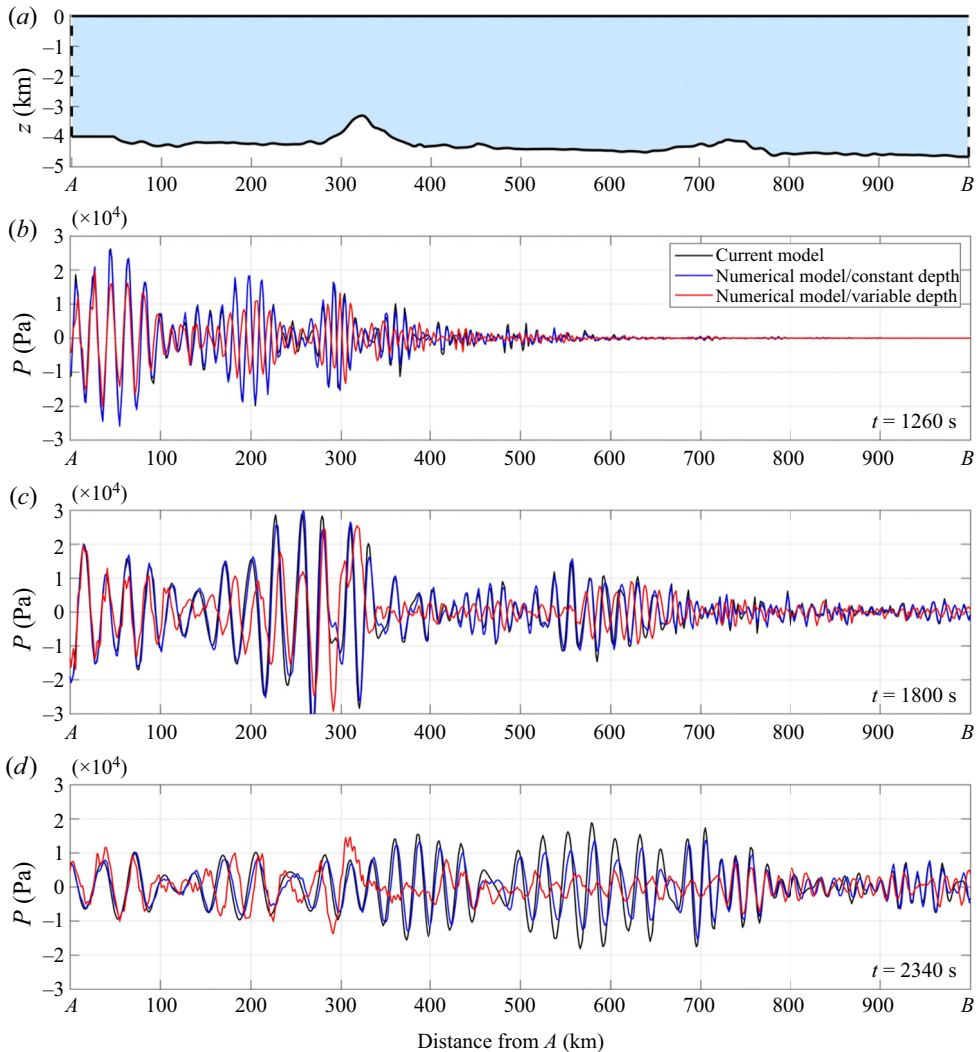 (a)
0
–1
–2
–3
–4
–5
z (km)
A 100 200 300 400 500 600 700 800 900 B
(b) (×10⁴)
3
2
1
0
–1
–2
–3
P (Pa)
Current model
Numerical model/constant depth
Numerical model/variable depth
t = 1260 s
A 100 200 300 400 500 600 700 800 900 B
(c) (×10⁴)
3
2
1
0
–1
–2
–3
P (Pa)
t = 1800 s
A 100 200 300 400 500 600 700 800 900 B
(d) (×10⁴)
3
2
1
0
–1
–2
–3
P (Pa)
t = 2340 s
A 100 200 300 400 500 600 700 800 900 B
Distance from A (km)